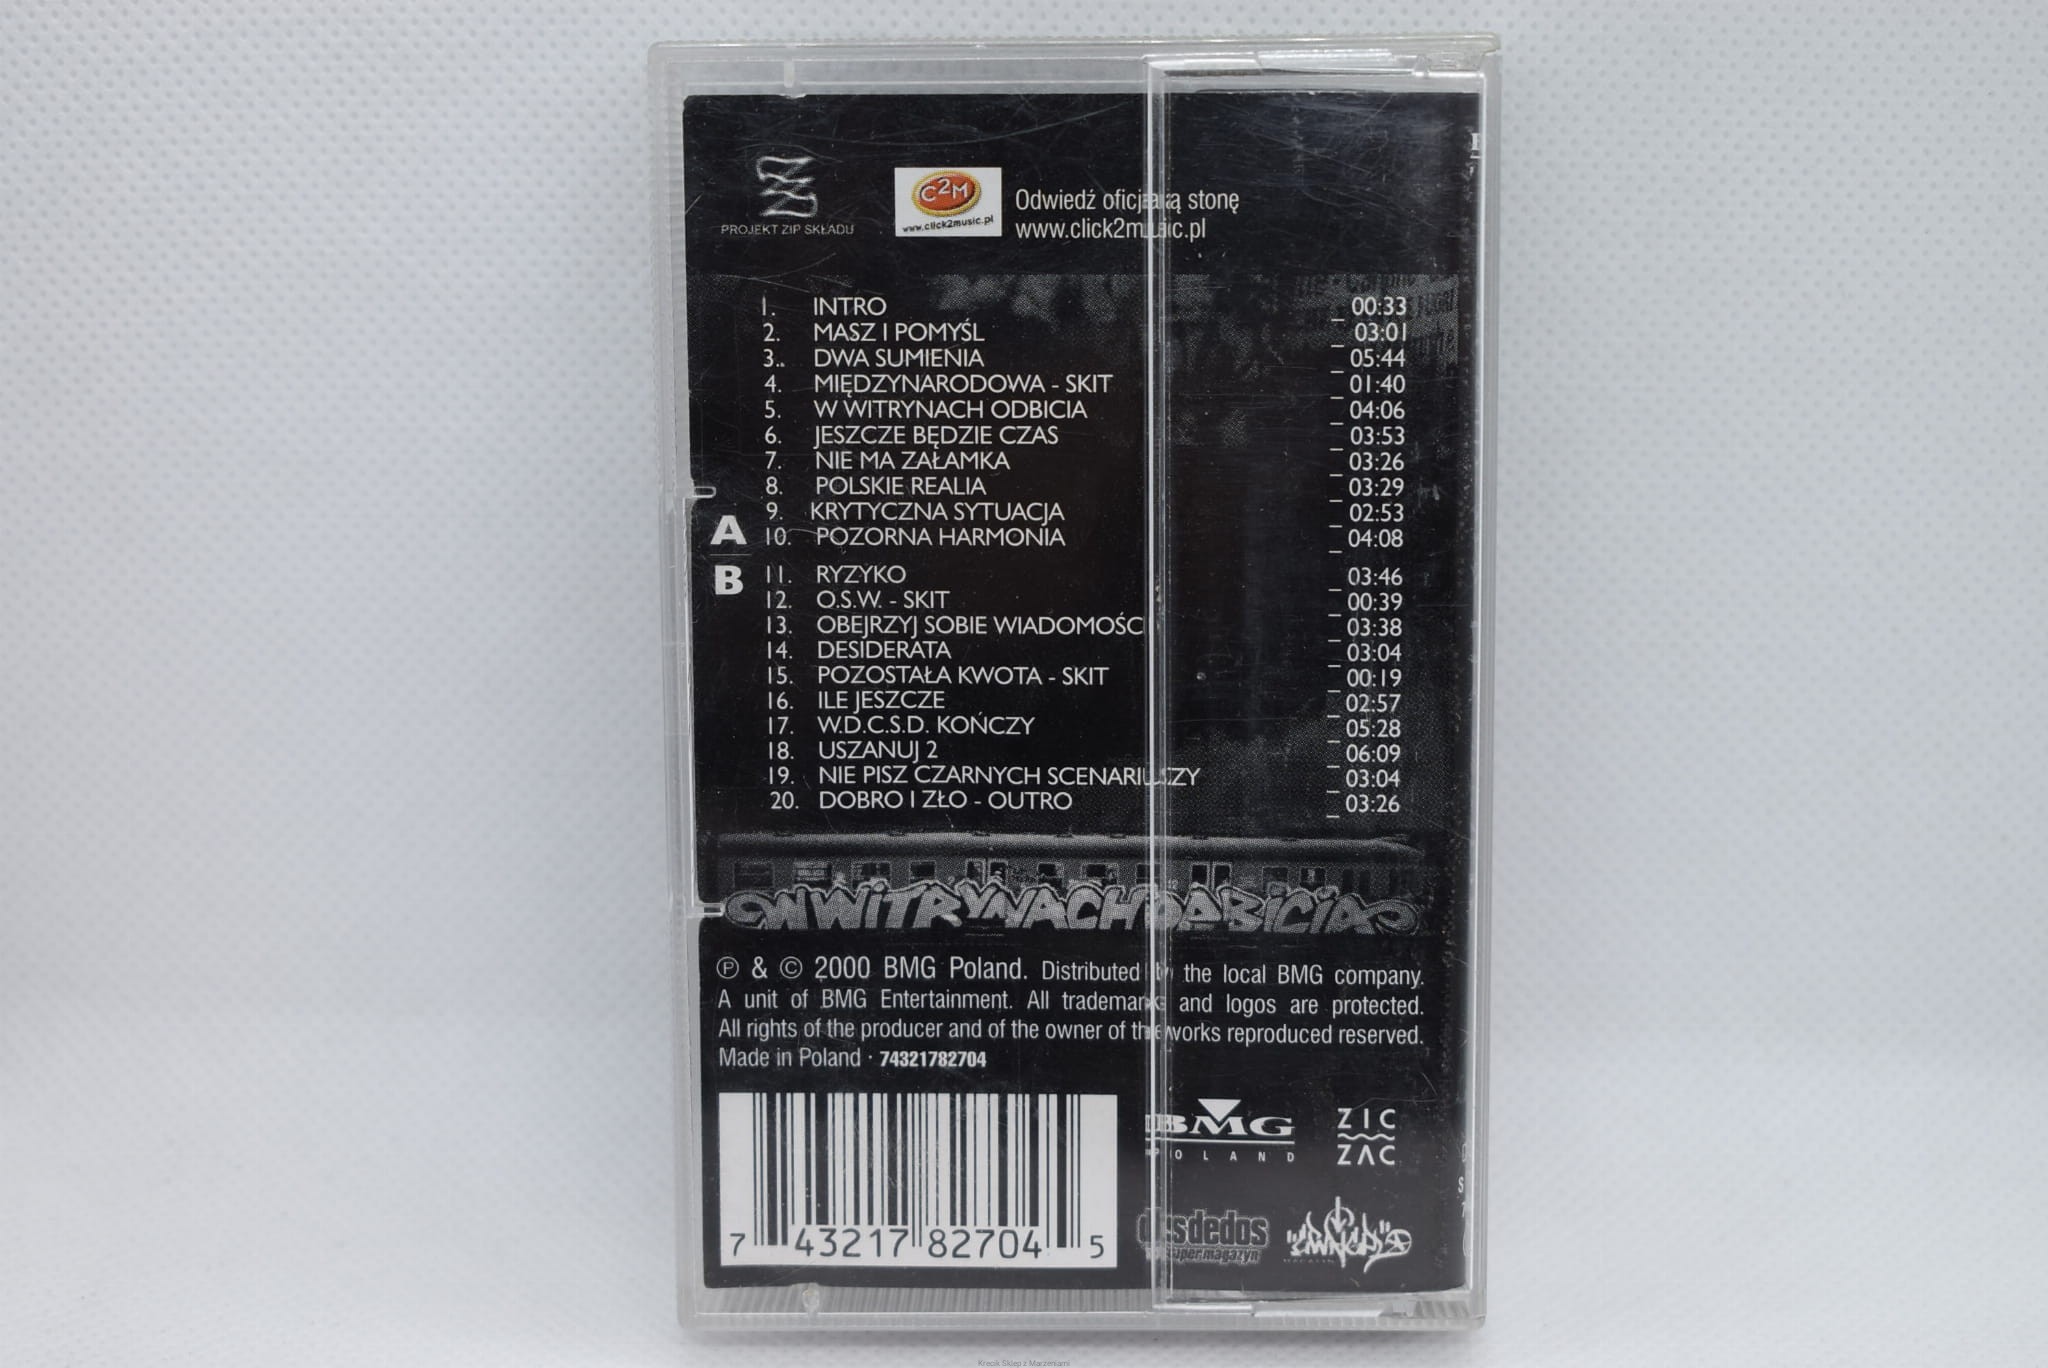 PROJEKT ZIP SKŁADU
C2M
www.click2music.pl
Odwiedź oficjalną stonę
www.click2music.pl
1. INTRO 00:33
2. MASZ I POMYŚL _ 03:01
3.. DWA SUMIENIA _ 05:44
4. MIĘDZYNARODOWA - SKIT _ 01:40
5. W WITRYNACH ODBICIA _ 04:06
6. JESZCZE BĘDZIE CZAS _ 03:53
7. NIE MA ZAŁAMKA _ 03:26
8. POLSKIE REALIA _ 03:29
9. KRYTYCZNA SYTUACJA _ 02:53
A 10. POZORNA HARMONIA _ 04:08
B 11. RYZYKO 03:46
12. O.S.W. - SKIT _ 00:39
13. OBEJRZYJ SOBIE WIADOMOŚCI _ 03:38
14. DESIDERATA _ 03:04
15. POZOSTAŁA KWOTA - SKIT _ 00:19
16. ILE JESZCZE _ 02:57
17. W.D.C.S.D. KOŃCZY _ 05:28
18. USZANUJ 2 _ 06:09
19. NIE PISZ CZARNYCH SCENARIUSZY _ 03:04
20. DOBRO I ZŁO - OUTRO _ 03:26
W WITRYNACH ODBICIA
℗ & © 2000 BMG Poland. Distributed by the local BMG company.
A unit of BMG Entertainment. All trademarks and logos are protected.
All rights of the producer and of the owner of the works reproduced reserved.
Made in Poland · 74321782704
7 43217 82704 5
BMG
POLAND
ZIC
ZAC
dosdedos
super magazyn
Krecik Sklep z Marzeniami